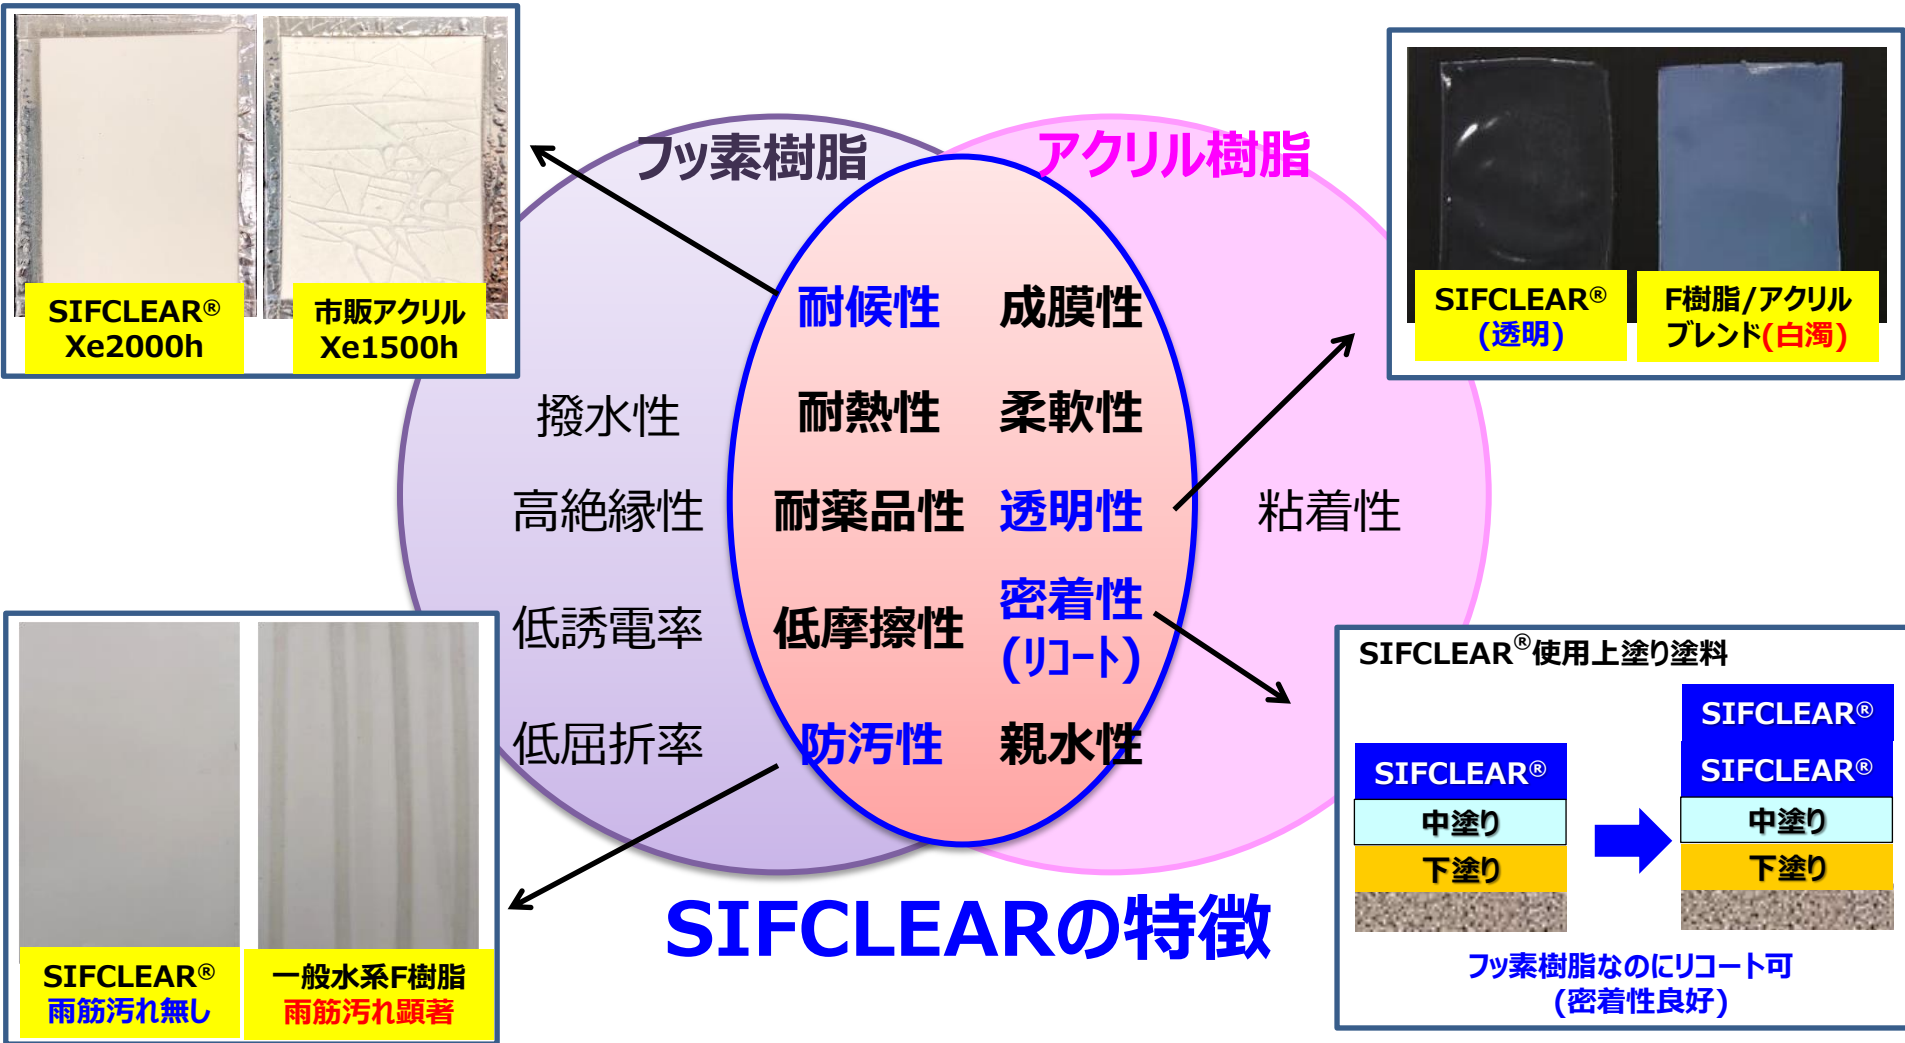 SIFCLEAR®
Xe2000h
市販アクリル
Xe1500h
フッ素樹脂
アクリル樹脂
SIFCLEAR®
(透明)
F樹脂/アクリル
ブレンド(白濁)
耐候性
成膜性
撥水性
耐熱性
柔軟性
高絶縁性
耐薬品性
透明性
粘着性
低誘電率
低摩擦性
密着性
(リコート)
低屈折率
防汚性
親水性
SIFCLEAR®
雨筋汚れ無し
一般水系F樹脂
雨筋汚れ顕著
SIFCLEARの特徴
SIFCLEAR®使用上塗り塗料
SIFCLEAR®
中塗り
下塗り
SIFCLEAR®
SIFCLEAR®
中塗り
下塗り
フッ素樹脂なのにリコート可
(密着性良好)